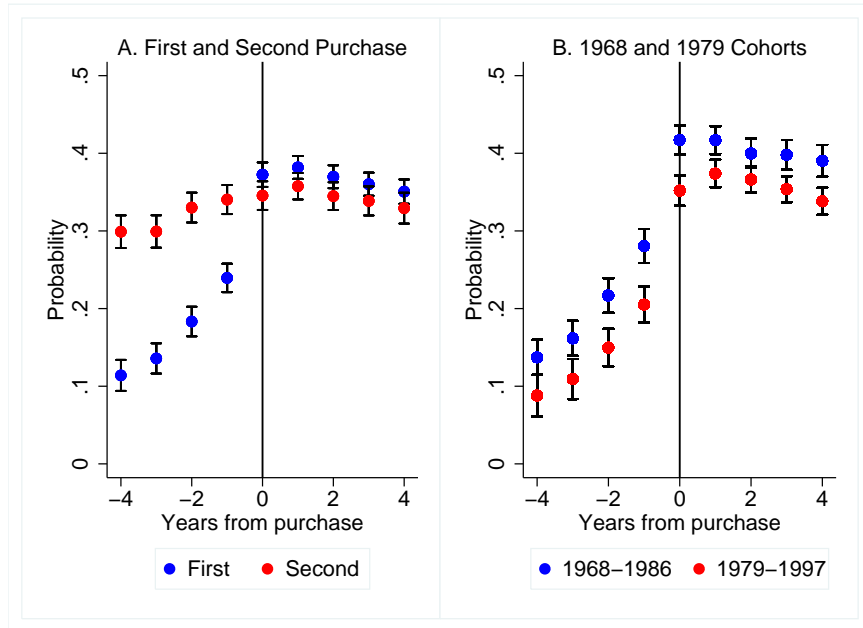 A. First and Second Purchase
.5
.4
.3
.2
.1
0
Probability
−4 −2 0 2 4
Years from purchase
First Second
B. 1968 and 1979 Cohorts
.5
.4
.3
.2
.1
0
Probability
−4 −2 0 2 4
Years from purchase
1968−1986 1979−1997